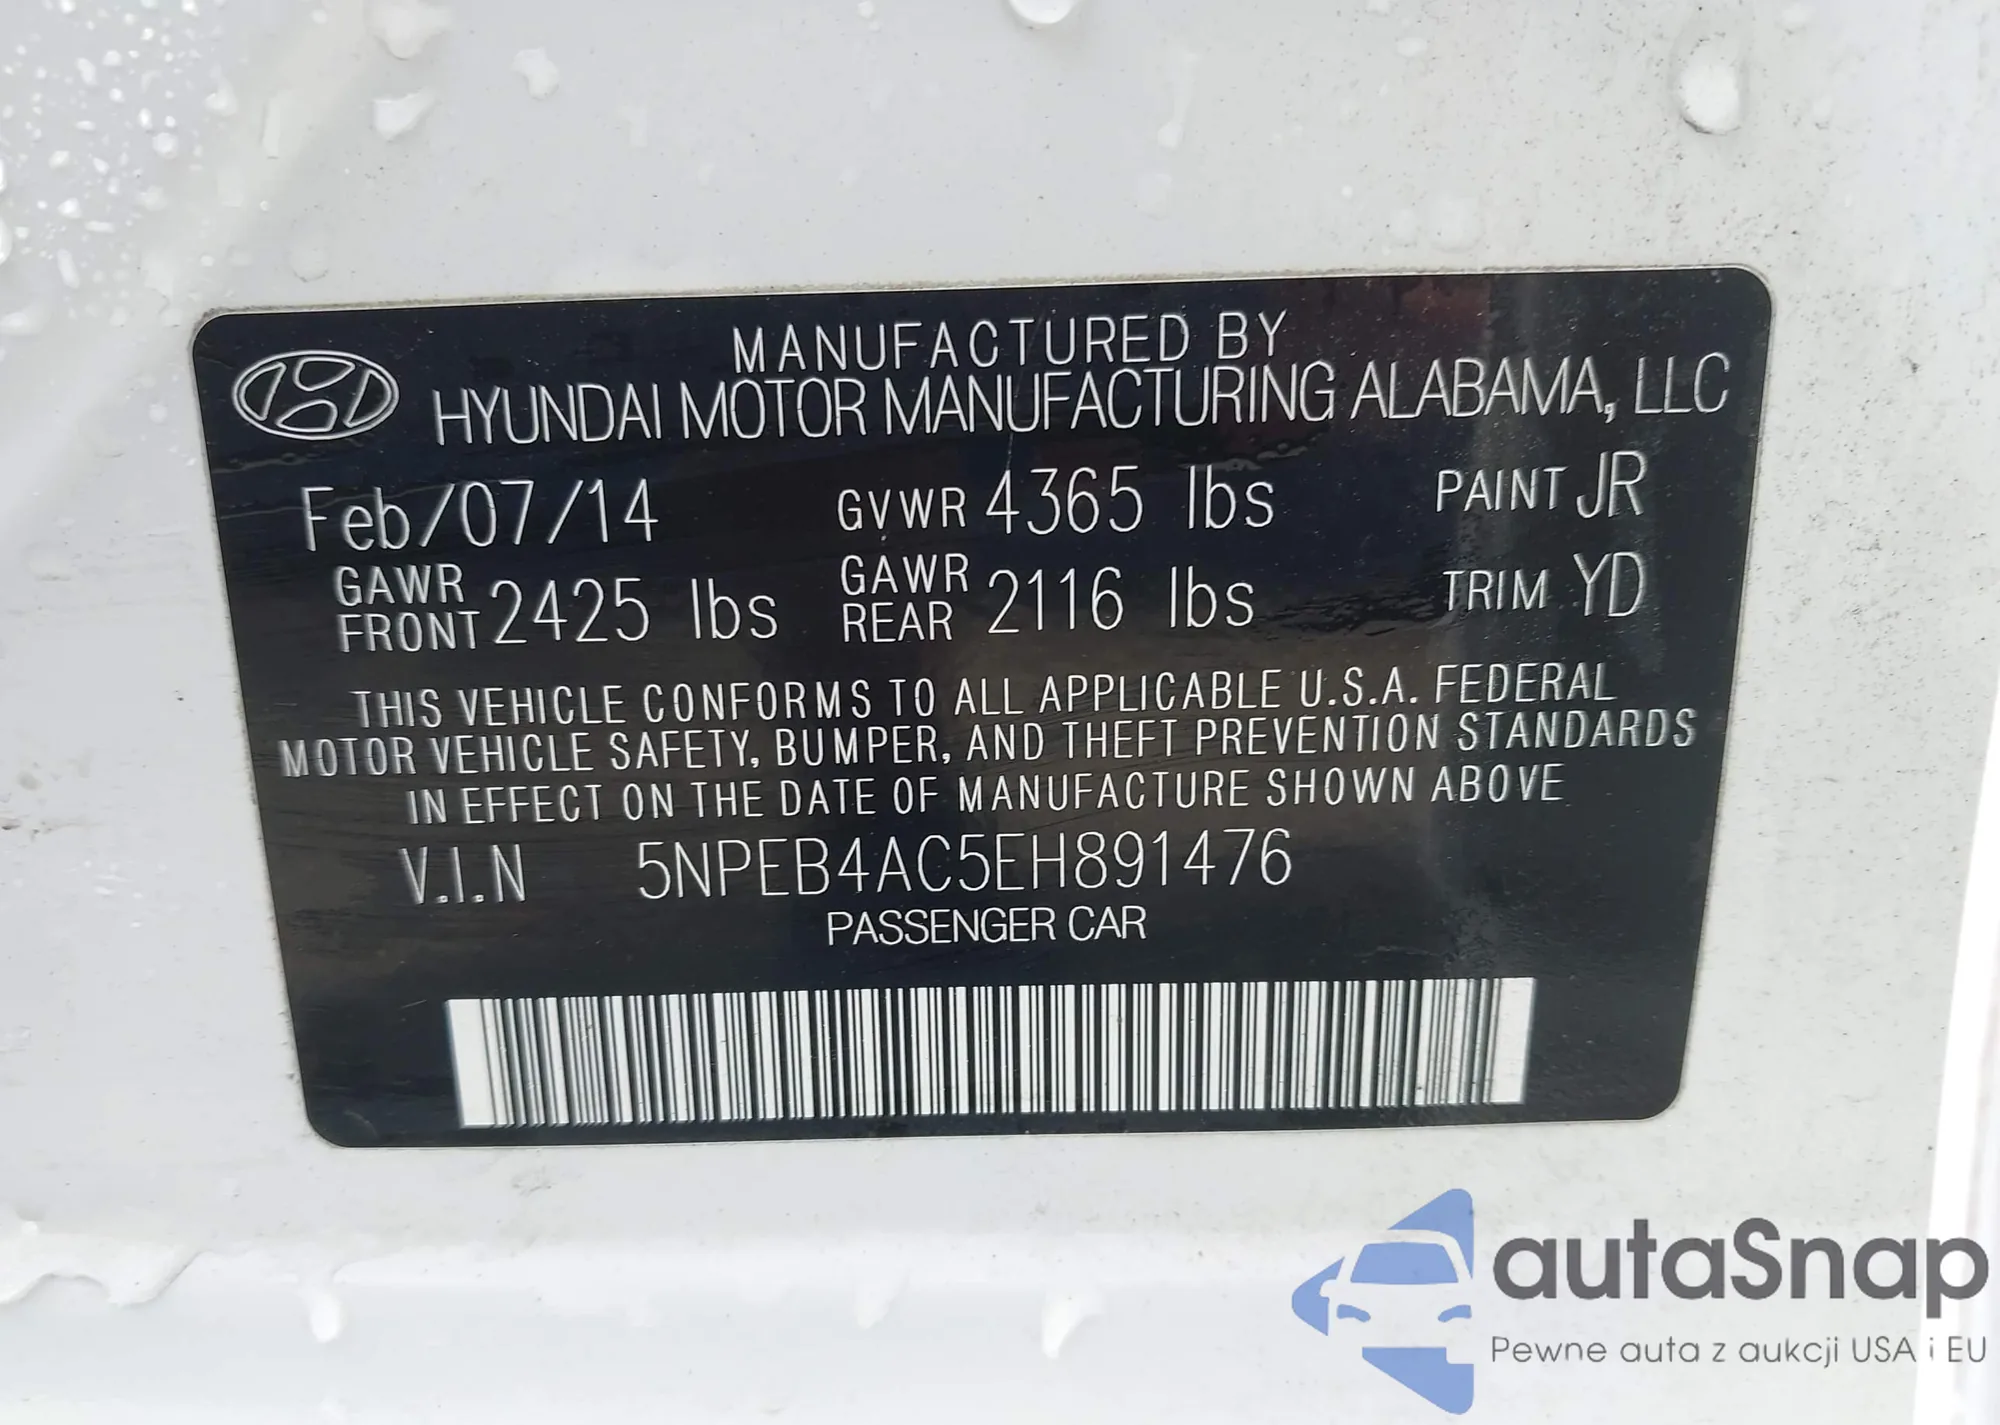 MANUFACTURED BY
HYUNDAI MOTOR MANUFACTURING ALABAMA, LLC
Feb/07/14 GVWR 4365 lbs PAINT JR
GAWR FRONT 2425 lbs GAWR REAR 2116 lbs TRIM YD
THIS VEHICLE CONFORMS TO ALL APPLICABLE U.S.A. FEDERAL
MOTOR VEHICLE SAFETY, BUMPER, AND THEFT PREVENTION STANDARDS
IN EFFECT ON THE DATE OF MANUFACTURE SHOWN ABOVE
V.I.N 5NPEB4AC5EH891476
PASSENGER CAR
autaSnap
Pewne auta z aukcji USA i EU